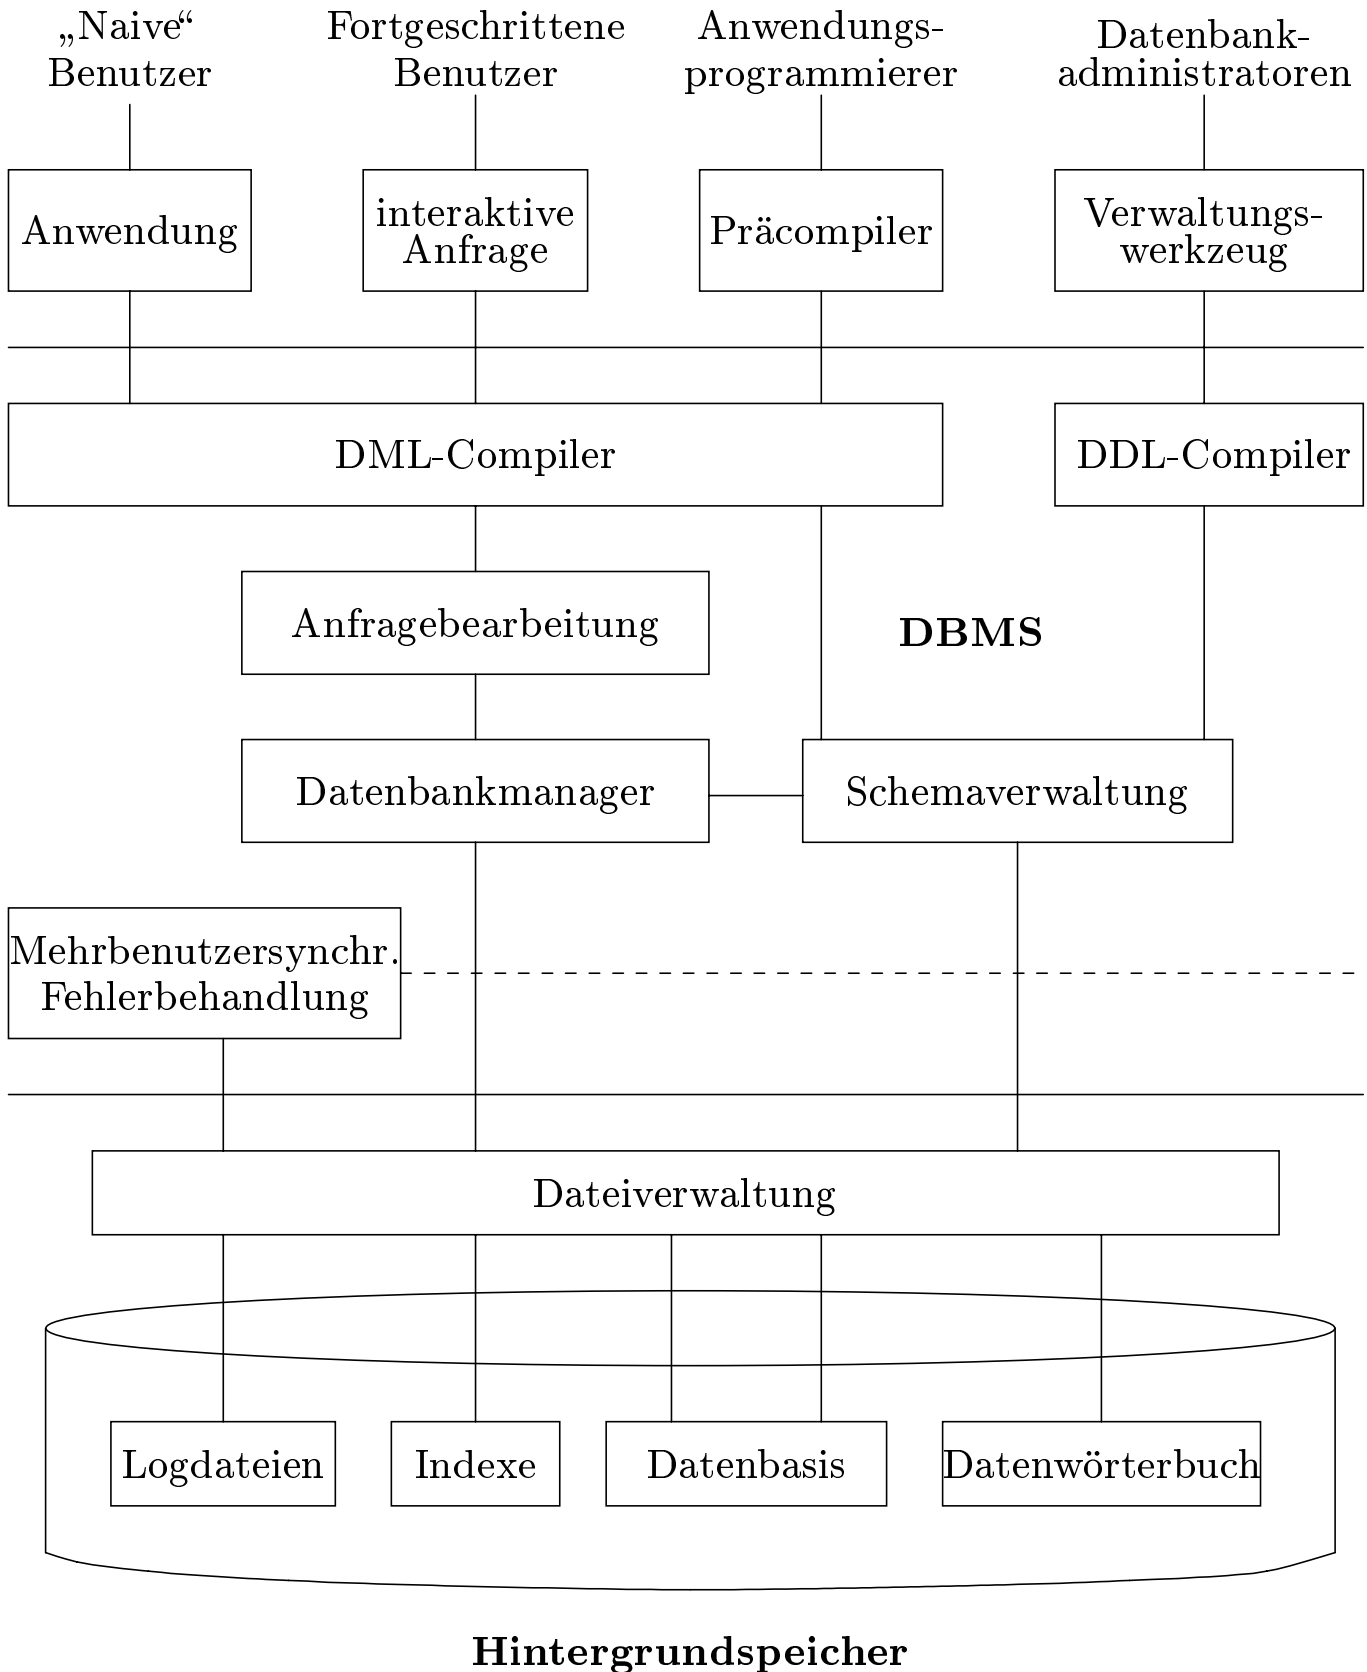 „Naive“
Benutzer
Fortgeschrittene
Benutzer
Anwendungs-
programmierer
Datenbank-
administratoren
Anwendung
interaktive
Anfrage
Präcompiler
Verwaltungs-
werkzeug
DML-Compiler
DDL-Compiler
Anfragebearbeitung
DBMS
Datenbankmanager
Schemaverwaltung
Mehrbenutzersynchr.
Fehlerbehandlung
Dateiverwaltung
Logdateien
Indexe
Datenbasis
Datenwörterbuch
Hintergrundspeicher